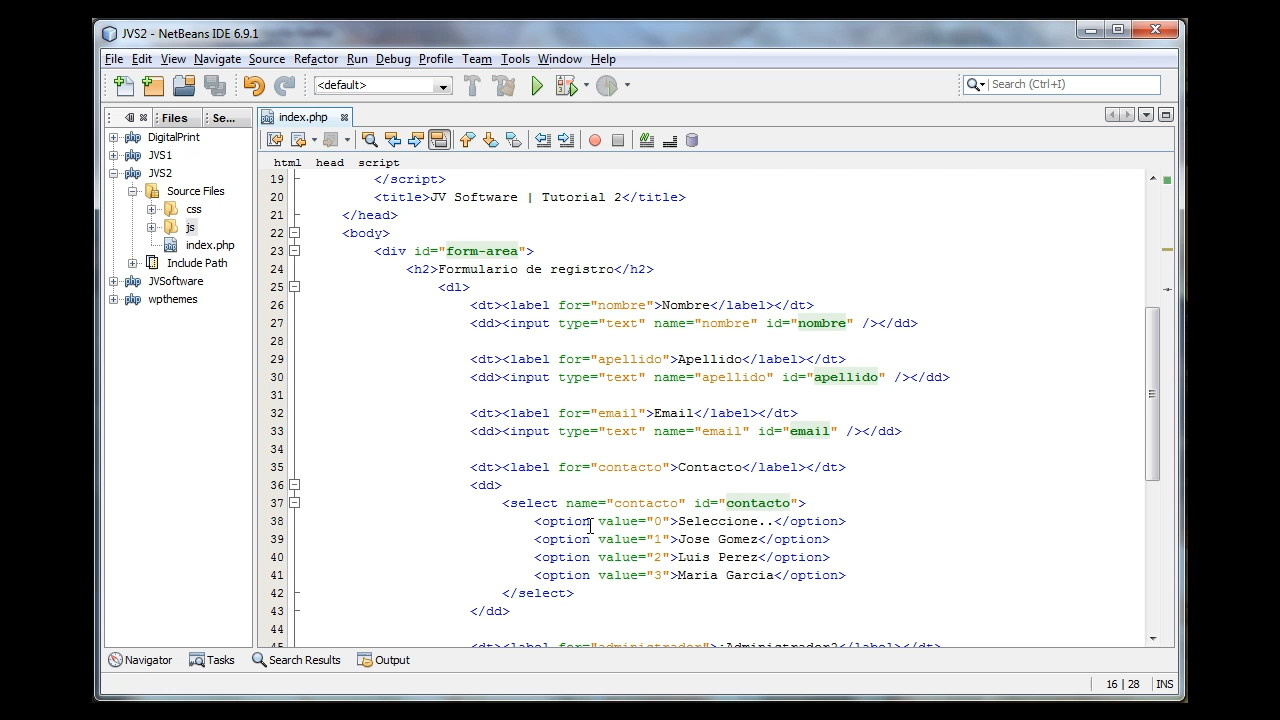 JVS2 - NetBeans IDE 6.9.1
File Edit View Navigate Source Refactor Run Debug Profile Team Tools Window Help
<default>
Search (Ctrl+I)
Files Se...
index.php
html head script
DigitalPrint
JVS1
JVS2
Source Files
css
js
index.php
Include Path
JVSoftware
wpthemes
19 </script>
20 <title>JV Software | Tutorial 2</title>
21 </head>
22 <body>
23 <div id="form-area">
24 <h2>Formulario de registro</h2>
25 <dl>
26 <dt><label for="nombre">Nombre</label></dt>
27 <dd><input type="text" name="nombre" id="nombre" /></dd>
28
29 <dt><label for="apellido">Apellido</label></dt>
30 <dd><input type="text" name="apellido" id="apellido" /></dd>
31
32 <dt><label for="email">Email</label></dt>
33 <dd><input type="text" name="email" id="email" /></dd>
34
35 <dt><label for="contacto">Contacto</label></dt>
36 <dd>
37 <select name="contacto" id="contacto">
38 <option value="0">Seleccione..</option>
39 <option value="1">Jose Gomez</option>
40 <option value="2">Luis Perez</option>
41 <option value="3">Maria Garcia</option>
42 </select>
43 </dd>
44
45 <dt><label for="administrador">¿Administrador?</label></dt>
Navigator Tasks Search Results Output
16 | 28 INS